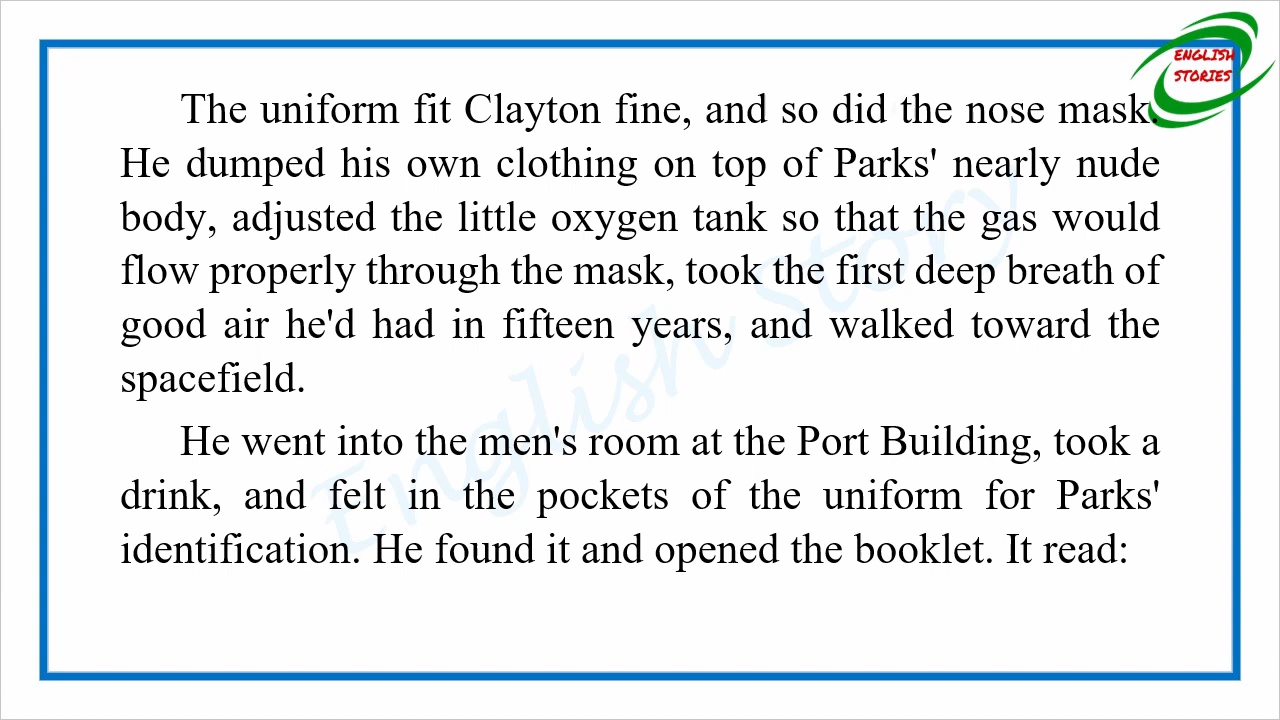 ENGLISH
STORIES
The uniform fit Clayton fine, and so did the nose mask.
He dumped his own clothing on top of Parks' nearly nude
body, adjusted the little oxygen tank so that the gas would
flow properly through the mask, took the first deep breath of
good air he'd had in fifteen years, and walked toward the
spacefield.
He went into the men's room at the Port Building, took a
drink, and felt in the pockets of the uniform for Parks'
identification. He found it and opened the booklet. It read:
English Story